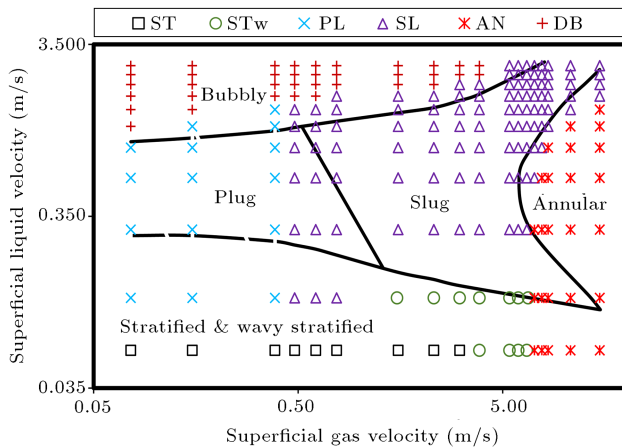 ST STw PL SL AN DB
3.500
Bubbly
Plug Slug Annular
0.350
Stratified & wavy stratified
0.035
0.05 0.50 5.00
Superficial gas velocity (m/s)
Superficial liquid velocity (m/s)